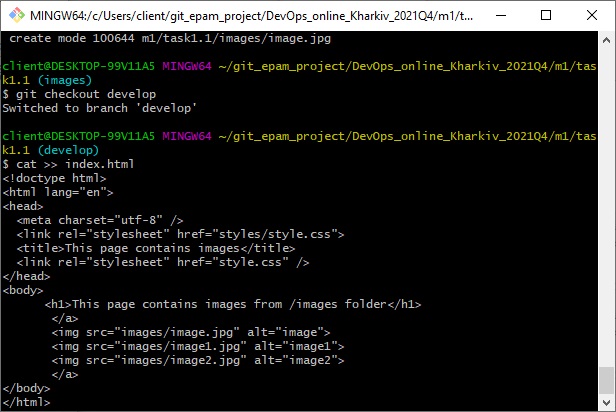 MINGW64:/c/Users/client/git_epam_project/DevOps_online_Kharkiv_2021Q4/m1/t...
 create mode 100644 m1/task1.1/images/image.jpg

client@DESKTOP-99V11A5 MINGW64 ~/git_epam_project/DevOps_online_Kharkiv_2021Q4/m1/tas
k1.1 (images)
$ git checkout develop
Switched to branch 'develop'

client@DESKTOP-99V11A5 MINGW64 ~/git_epam_project/DevOps_online_Kharkiv_2021Q4/m1/tas
k1.1 (develop)
$ cat >> index.html
<!doctype html>
<html lang="en">
<head>
  <meta charset="utf-8" />
  <link rel="stylesheet" href="styles/style.css">
  <title>This page contains images</title>
  <link rel="stylesheet" href="style.css" />
</head>
<body>
      <h1>This page contains images from /images folder</h1>
       </a>
       <img src="images/image.jpg" alt="image">
       <img src="images/image1.jpg" alt="image1">
       <img src="images/image2.jpg" alt="image2">
       </a>
</body>
</html>